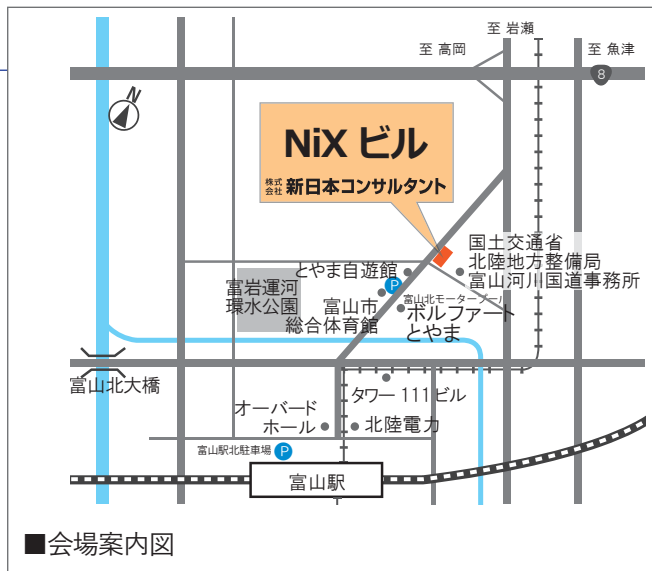 至 岩瀬
至 高岡
至 魚津
8
N
NiX ビル
株式会社 新日本コンサルタント
国土交通省
北陸地方整備局
富山河川国道事務所
とやま自遊館
P
富岩運河
環水公園
富山市
総合体育館
富山北モータープール
ボルファート
とやま
富山北大橋
タワー 111 ビル
オーバード
ホール
北陸電力
富山駅北駐車場 P
富山駅
■会場案内図